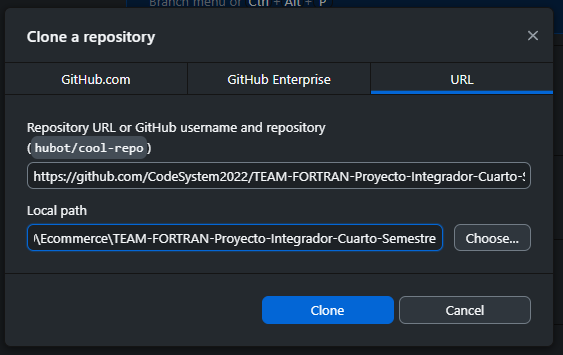 Branch menu or Ctrl + Alt + P
Clone a repository
GitHub.com
GitHub Enterprise
URL
Repository URL or GitHub username and repository
(hubot/cool-repo)
https://github.com/CodeSystem2022/TEAM-FORTRAN-Proyecto-Integrador-Cuarto-S
Local path
\Ecommerce\TEAM-FORTRAN-Proyecto-Integrador-Cuarto-Semestre
Choose...
Clone
Cancel